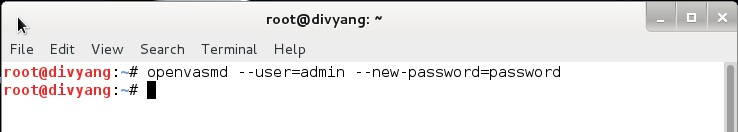 root@divyang: ~
File Edit View Search Terminal Help
root@divyang:~# openvasmd --user=admin --new-password=password
root@divyang:~#